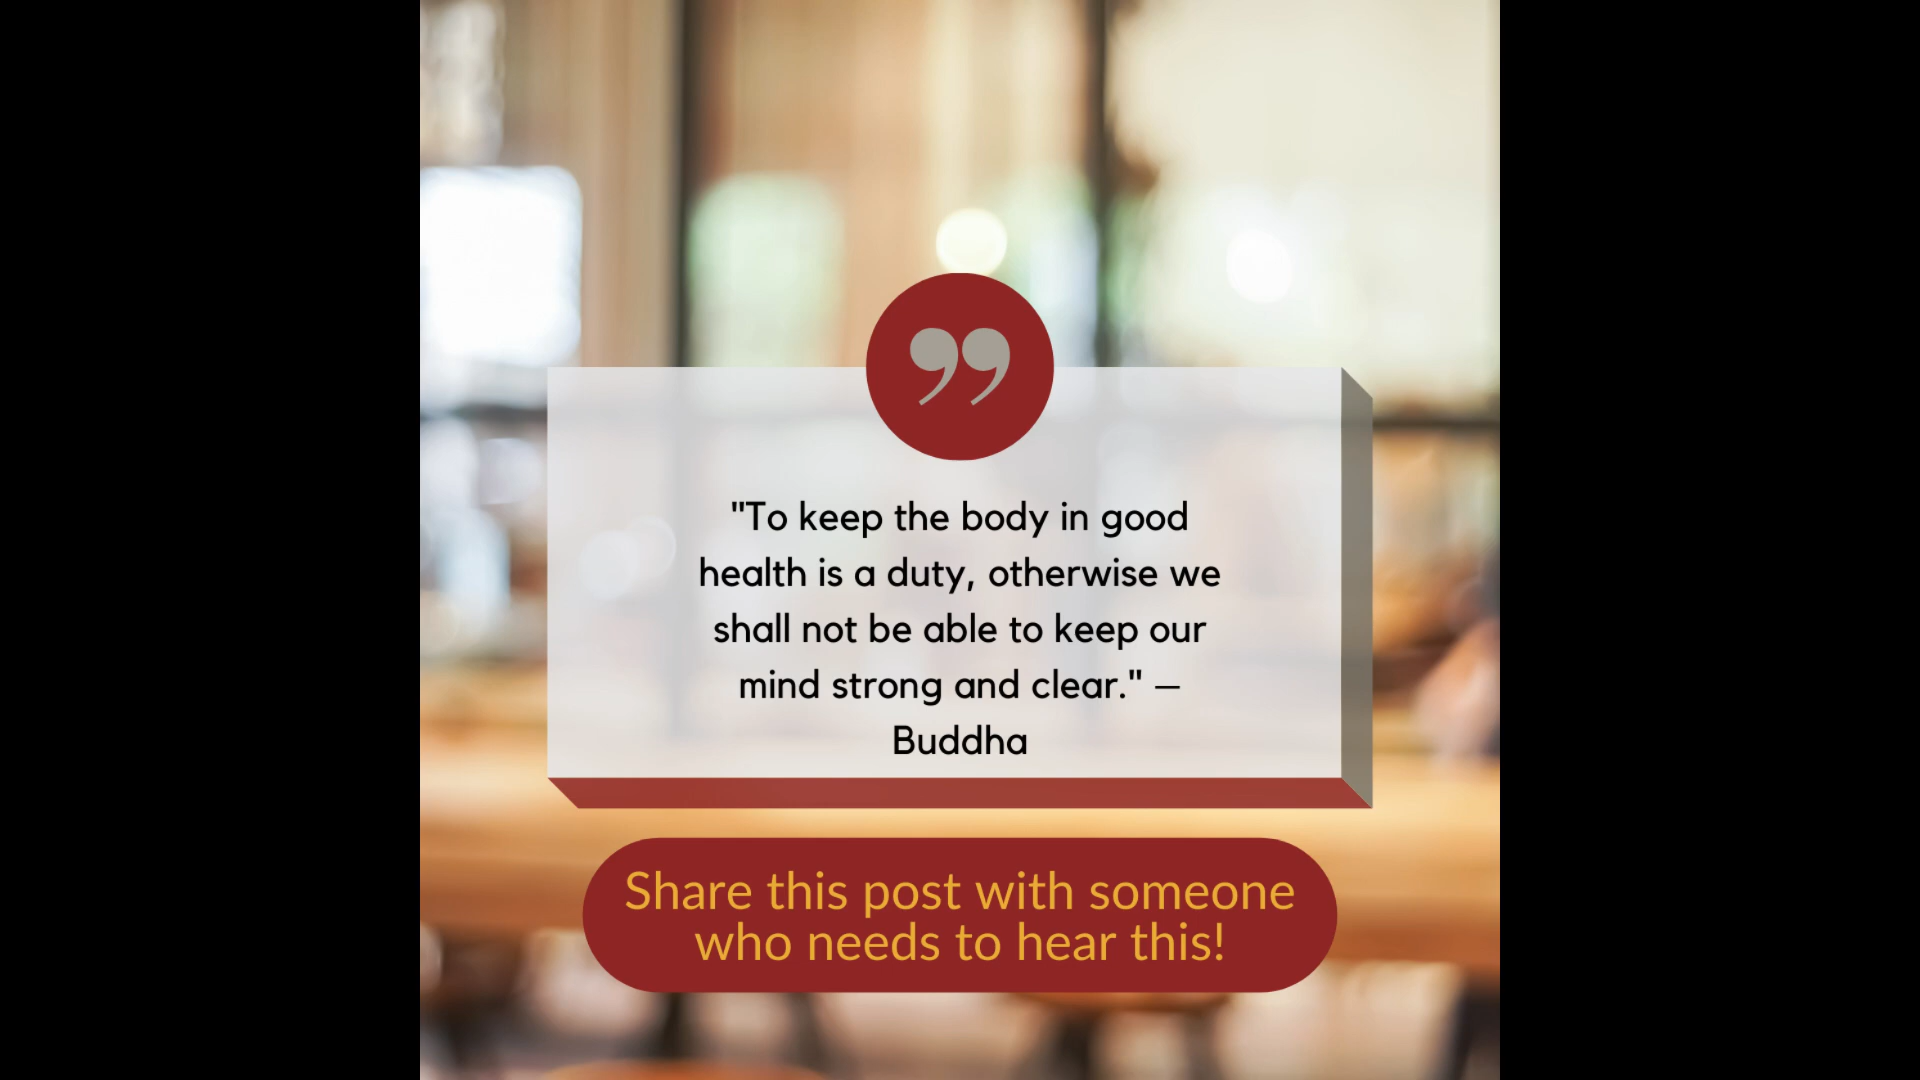 "To keep the body in good
health is a duty, otherwise we
shall not be able to keep our
mind strong and clear." –
Buddha
Share this post with someone
who needs to hear this!